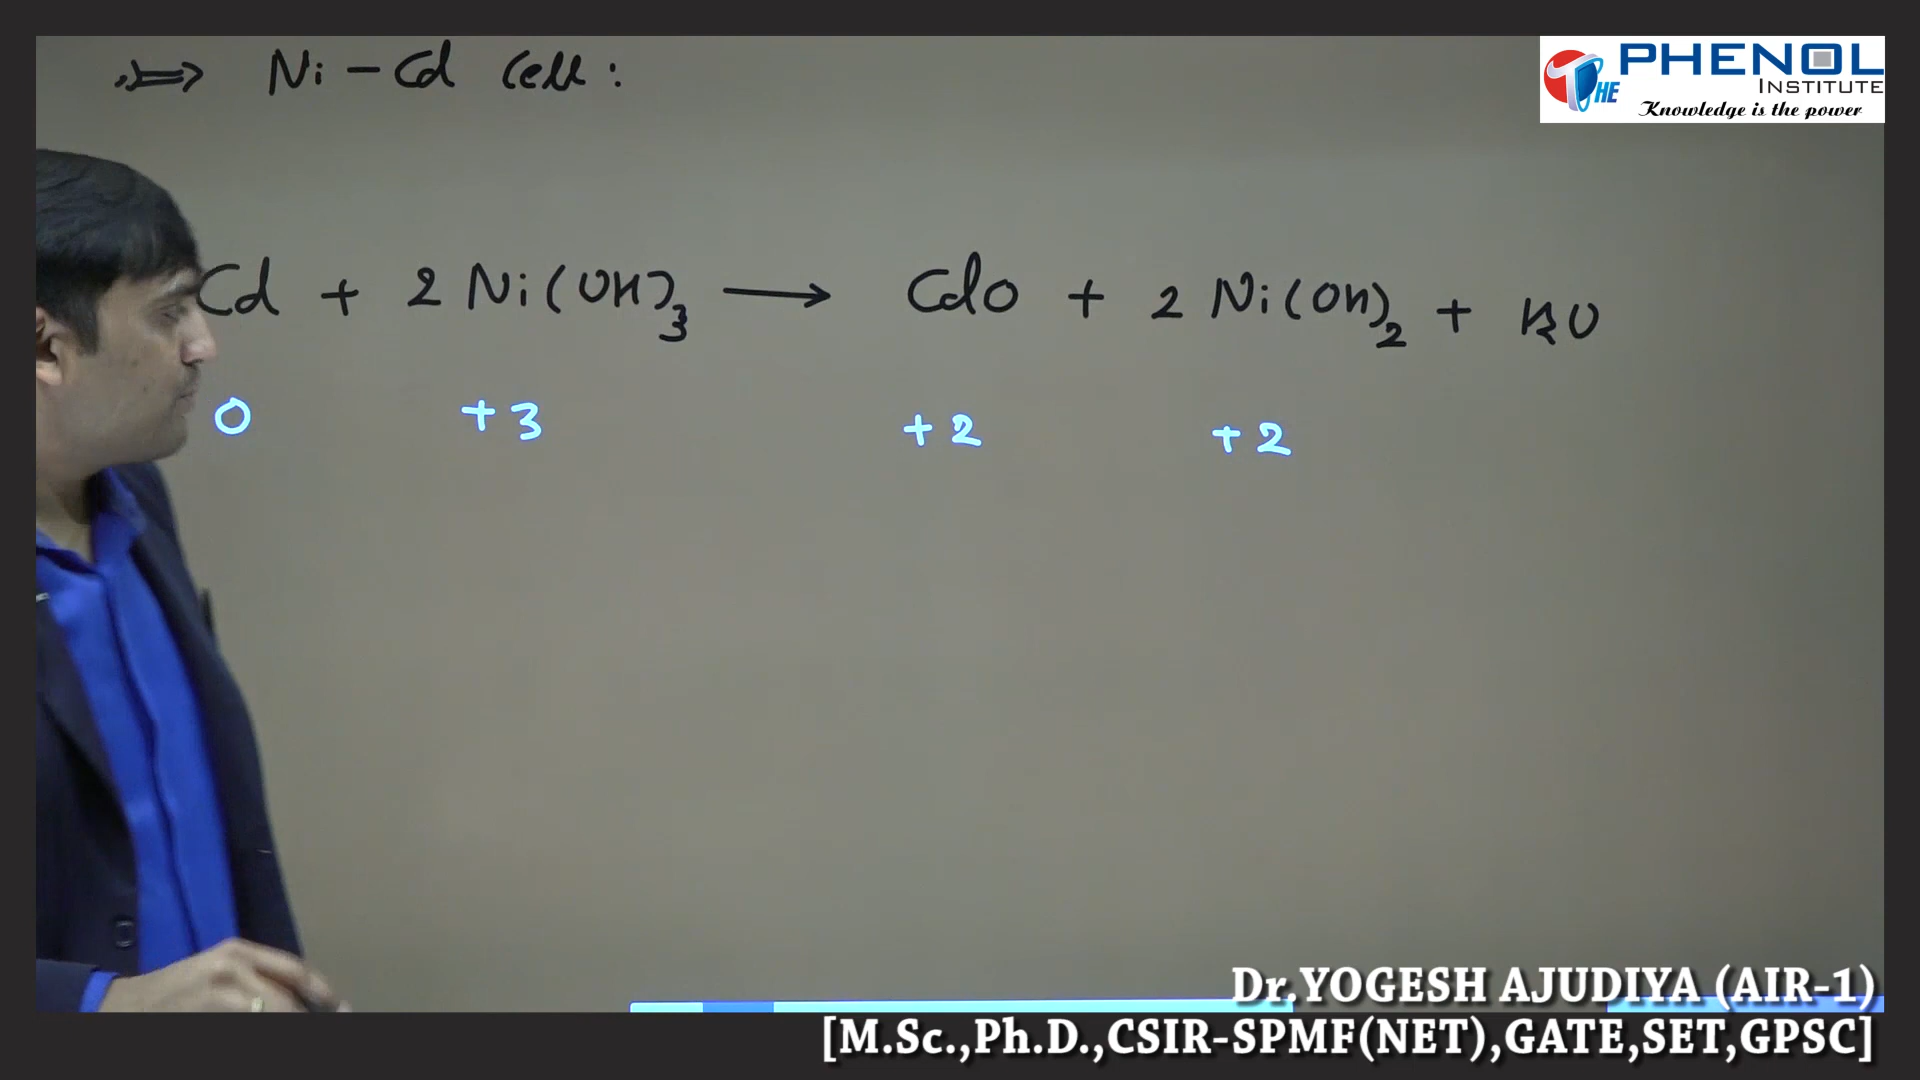 ⇒ Ni - Cd Cell :
THE PHENOL
INSTITUTE
Knowledge is the power
Cd + 2 Ni(OH)3 ⟶ CdO + 2 Ni(OH)2 + H2O
0 +3 +2 +2
Dr.YOGESH AJUDIYA (AIR-1)
[M.Sc.,Ph.D.,CSIR-SPMF(NET),GATE,SET,GPSC]